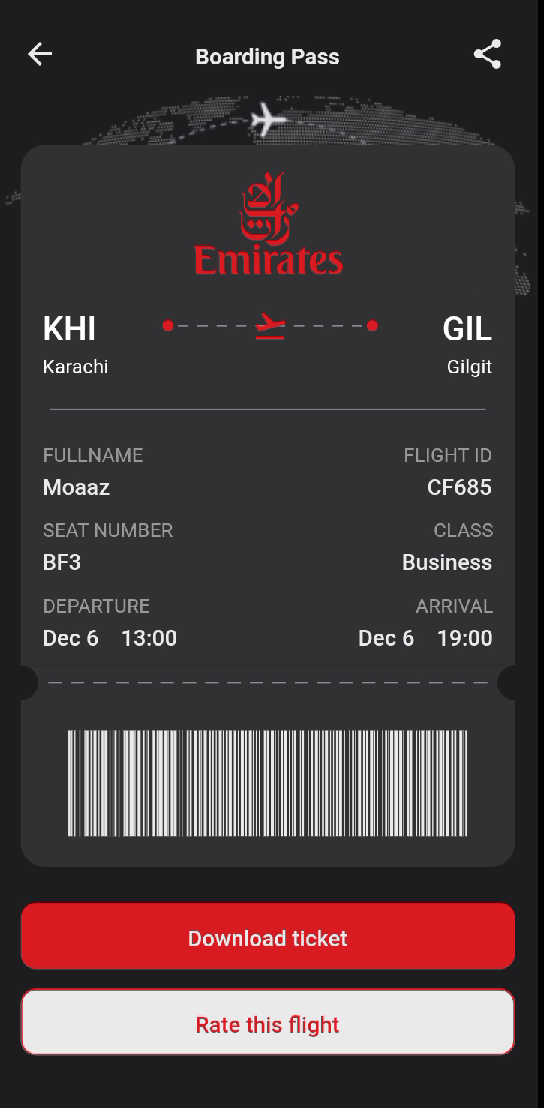 Boarding Pass
Emirates
KHI GIL
Karachi Gilgit
FULLNAME FLIGHT ID
Moaaz CF685
SEAT NUMBER CLASS
BF3 Business
DEPARTURE ARRIVAL
Dec 6 13:00 Dec 6 19:00
Download ticket
Rate this flight